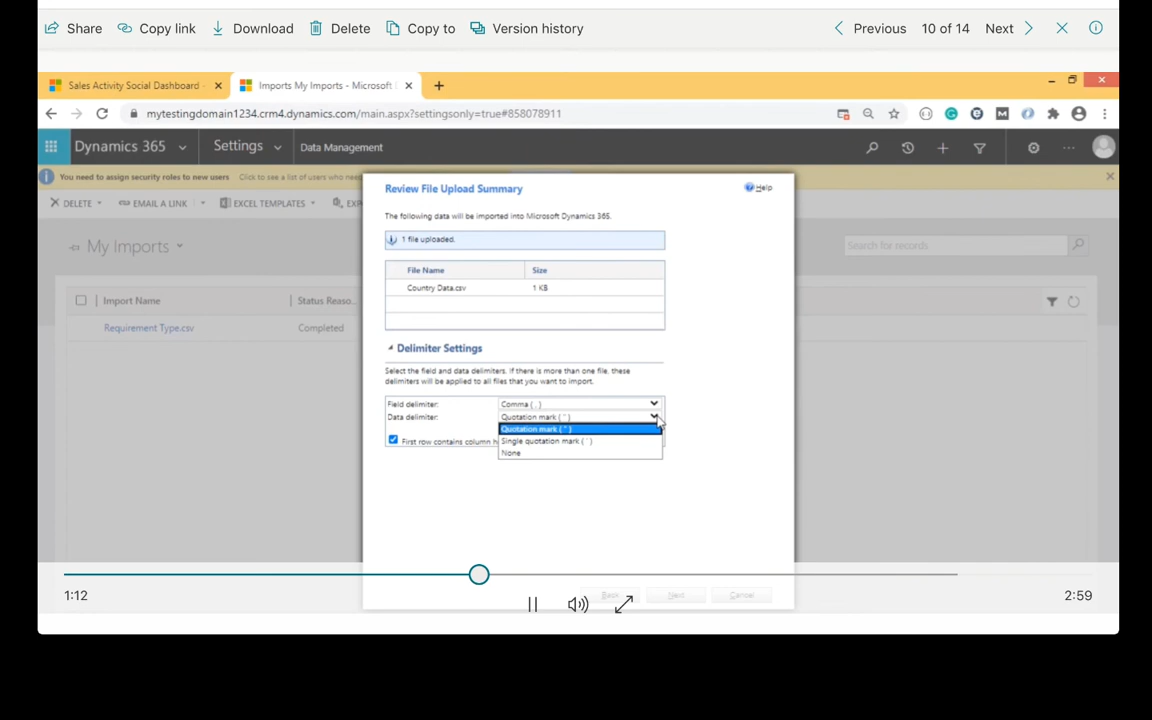 Share Copy link Download Delete Copy to Version history Previous 10 of 14 Next
Sales Activity Social Dashboard - Imports My Imports - Microsoft
mytestingdomain1234.crm4.dynamics.com/main.aspx?settingsonly=true#858078911
Dynamics 365 Settings Data Management
You need to assign security roles to new users Click to see a list of users who
DELETE EMAIL A LINK EXCEL TEMPLATES
My Imports
Search for records
Import Name Status Reaso..
Requirement Type.csv Completed
Review File Upload Summary Help
The following data will be imported into Microsoft Dynamics 365.
1 file uploaded.
File Name Size
Country Data.csv 1 KB
Delimiter Settings
Select the field and data delimiters. If there is more than one file, these
delimiters will be applied to all files that you want to import.
Field delimiter: Comma ( , )
Data delimiter: Quotation mark ( " )
Quotation mark ( " )
First row contains column Single quotation mark ( ' )
None
Back Next Cancel
1:12 2:59